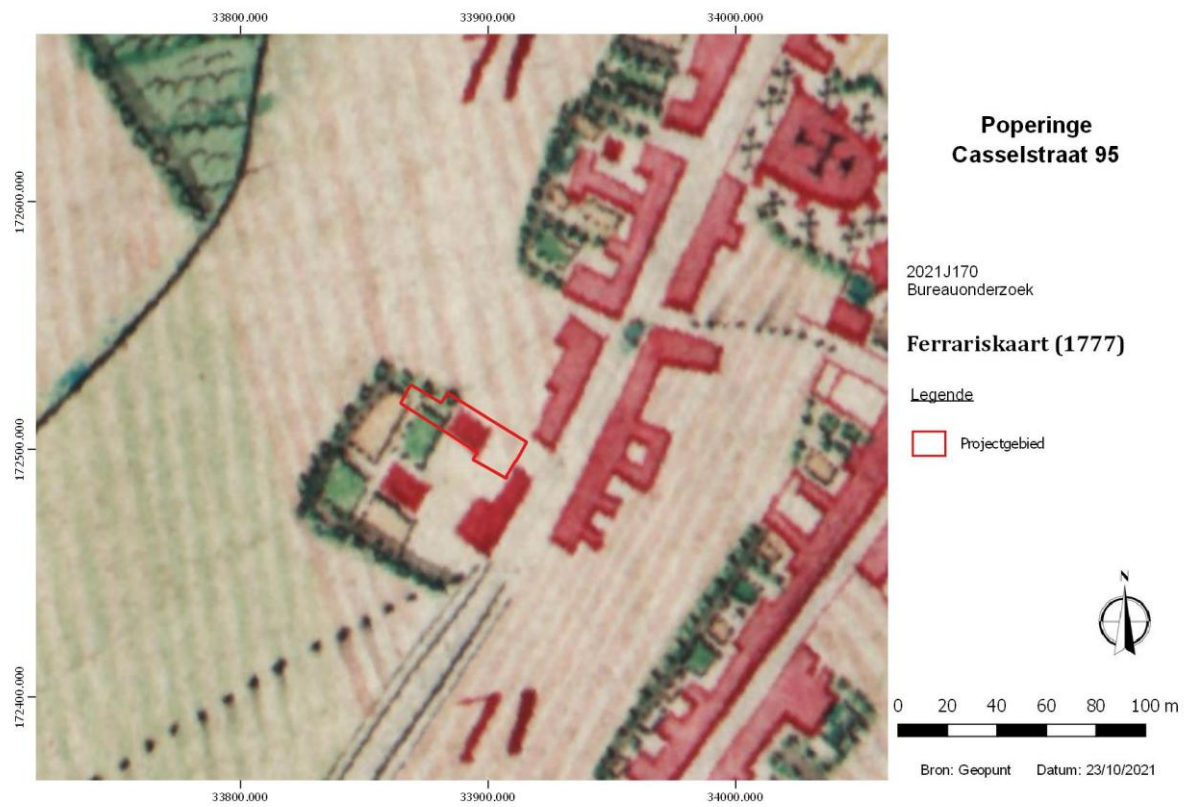 33800.000 33900.000 34000.000
172600.000
172500.000
172400.000
33800.000 33900.000 34000.000
Poperinge
Casselstraat 95
2021J170
Bureauonderzoek
Ferrariskaart (1777)
Legende
Projectgebied
N
0 20 40 60 80 100 m
Bron: Geopunt Datum: 23/10/2021